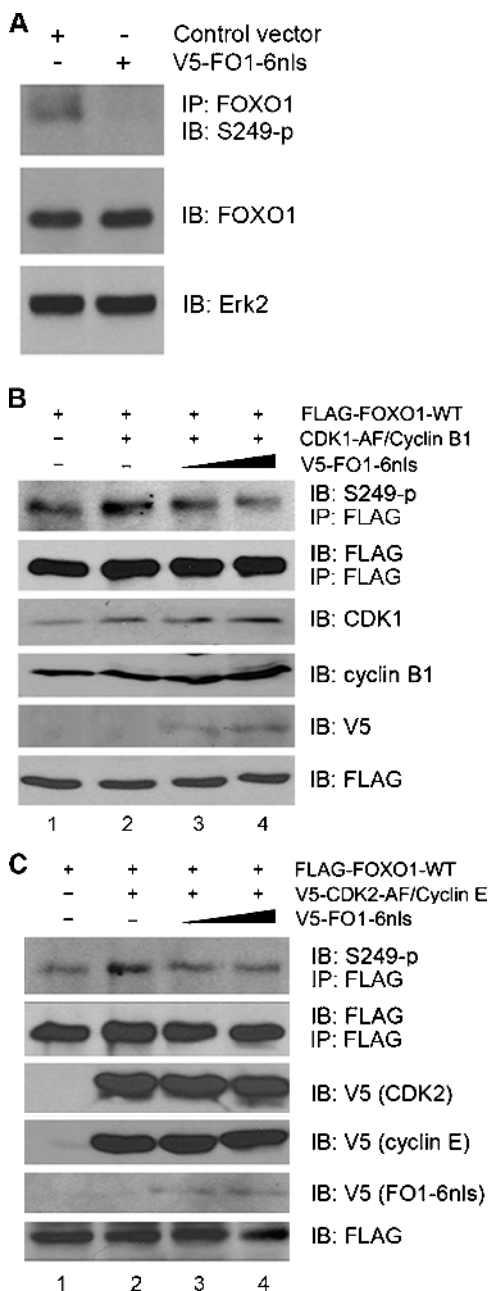 A
+ - Control vector
- + V5-FO1-6nls
IP: FOXO1
IB: S249-p
IB: FOXO1
IB: Erk2
B
+ + + + FLAG-FOXO1-WT
- + + + CDK1-AF/Cyclin B1
- - V5-FO1-6nls
IB: S249-p
IP: FLAG
IB: FLAG
IP: FLAG
IB: CDK1
IB: cyclin B1
IB: V5
IB: FLAG
1 2 3 4
C
+ + + + FLAG-FOXO1-WT
- + + + V5-CDK2-AF/Cyclin E
- - V5-FO1-6nls
IB: S249-p
IP: FLAG
IB: FLAG
IP: FLAG
IB: V5 (CDK2)
IB: V5 (cyclin E)
IB: V5 (FO1-6nls)
IB: FLAG
1 2 3 4